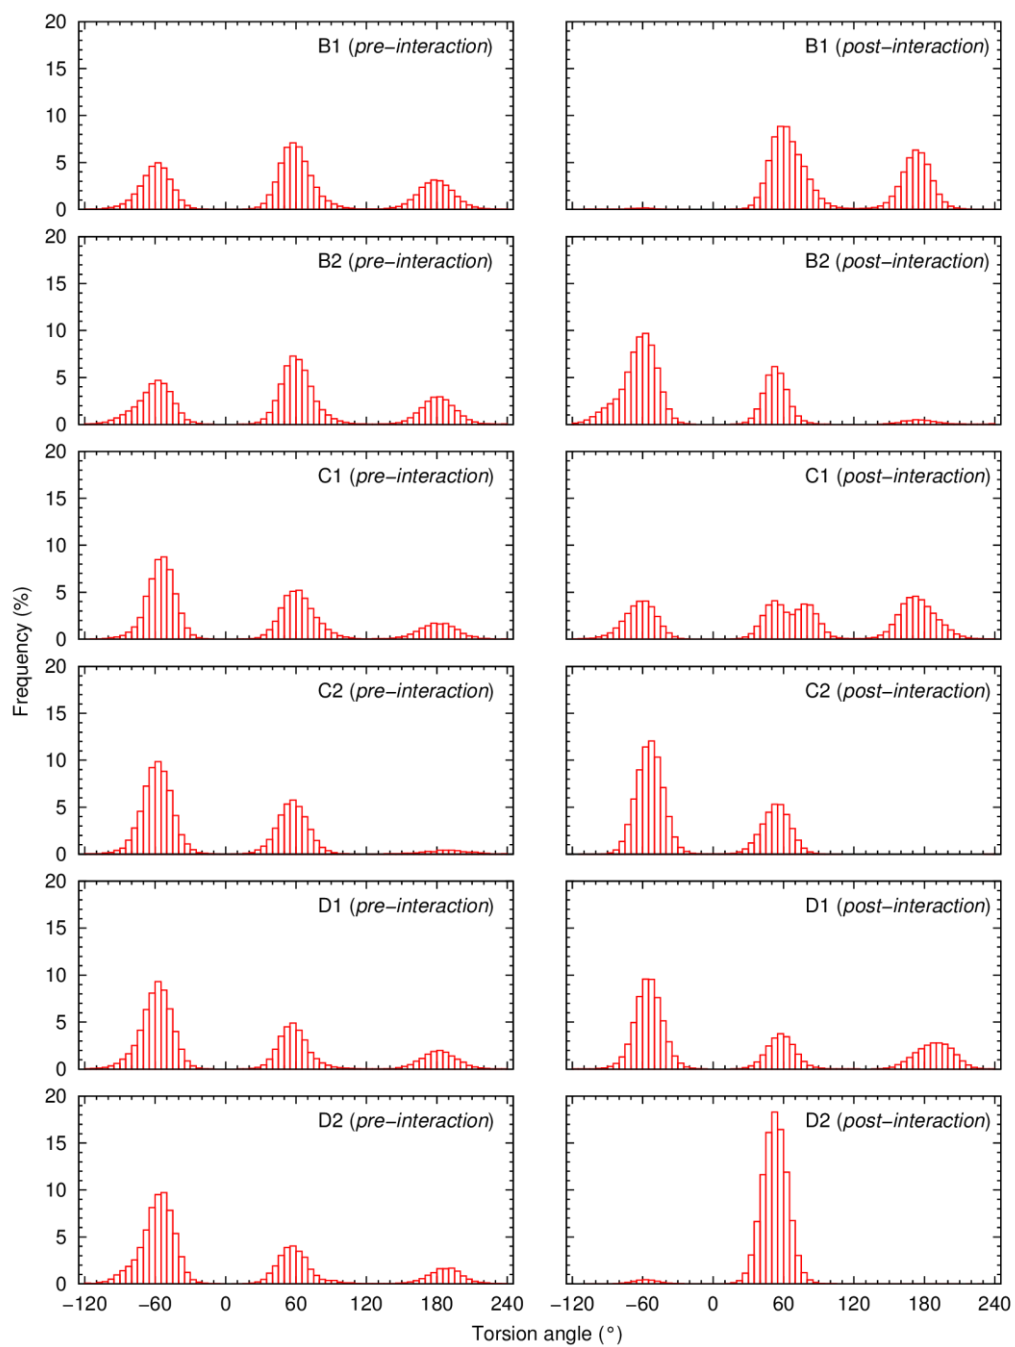 20
15
10
5
0
B1 (pre−interaction)
B1 (post−interaction)
20
15
10
5
0
B2 (pre−interaction)
B2 (post−interaction)
20
15
10
5
0
C1 (pre−interaction)
C1 (post−interaction)
Frequency (%)
20
15
10
5
0
C2 (pre−interaction)
C2 (post−interaction)
20
15
10
5
0
D1 (pre−interaction)
D1 (post−interaction)
20
15
10
5
0
D2 (pre−interaction)
D2 (post−interaction)
−120 −60 0 60 120 180 240 −120 −60 0 60 120 180 240
Torsion angle (°)